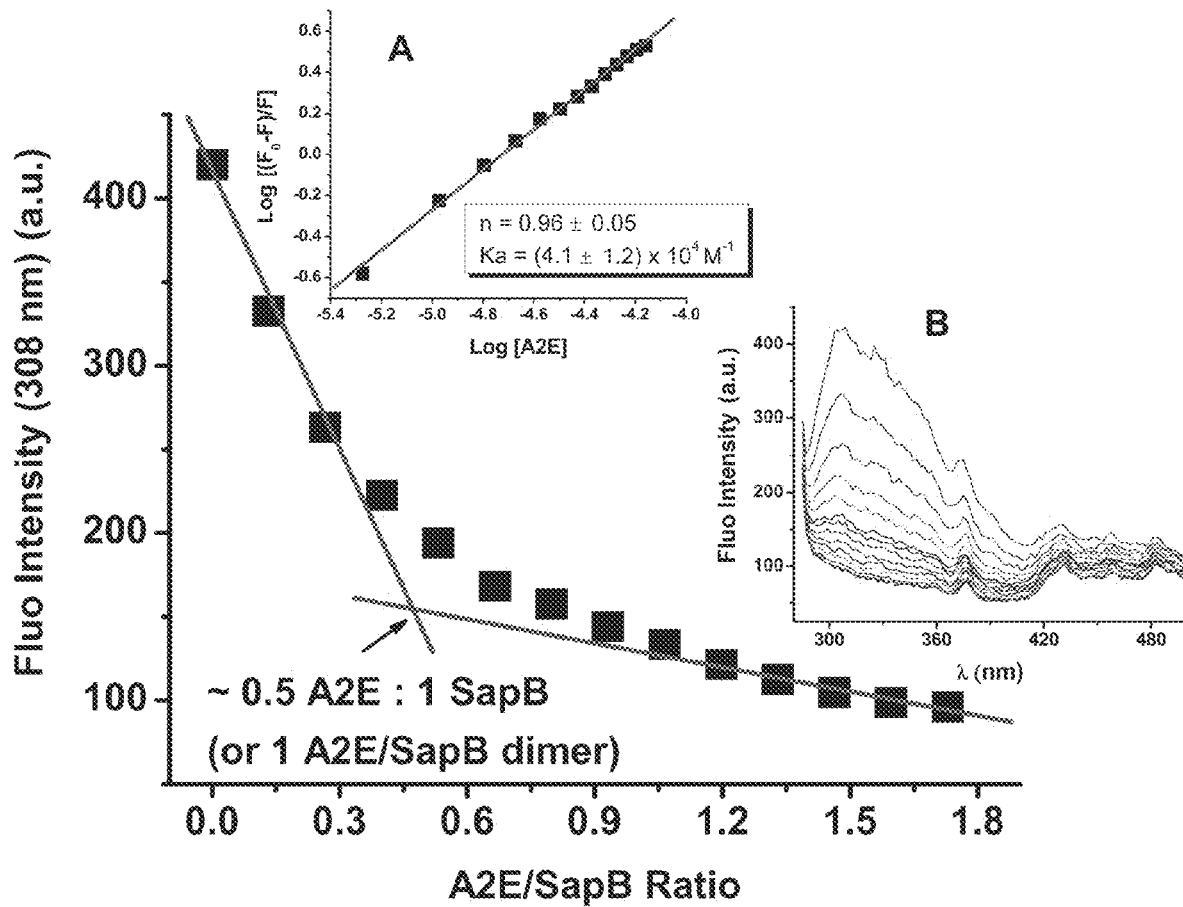 A
Log [(F0-F)/F]
0.6
0.4
0.2
0.0
-0.2
-0.4
-0.6
n = 0.96 ± 0.05
Ka = (4.1 ± 1.2) x 10^4 M^-1
-5.4 -5.2 -5.0 -4.8 -4.6 -4.4 -4.2 -4.0
Log [A2E]
B
Fluo Intensity (a.u.)
400
300
200
100
300 360 420 480
λ (nm)
Fluo Intensity (308 nm) (a.u.)
400
300
200
100
~ 0.5 A2E : 1 SapB
(or 1 A2E/SapB dimer)
0.0 0.3 0.6 0.9 1.2 1.5 1.8
A2E/SapB Ratio